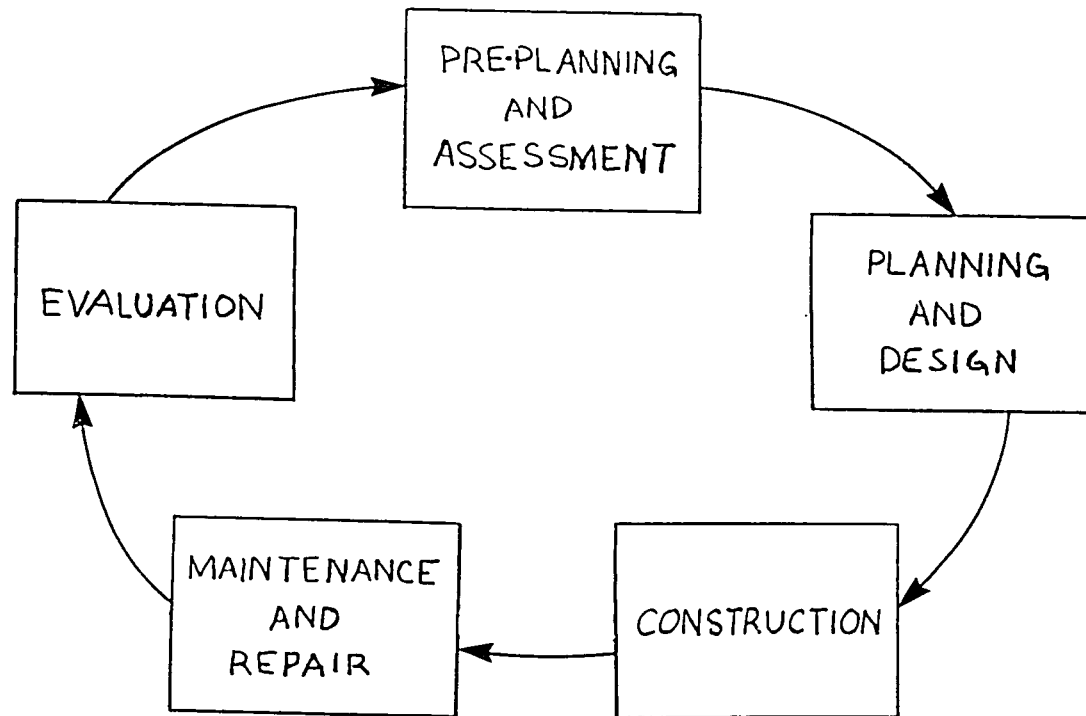 PRE-PLANNING
AND
ASSESSMENT
PLANNING
AND
DESIGN
CONSTRUCTION
MAINTENANCE
AND
REPAIR
EVALUATION